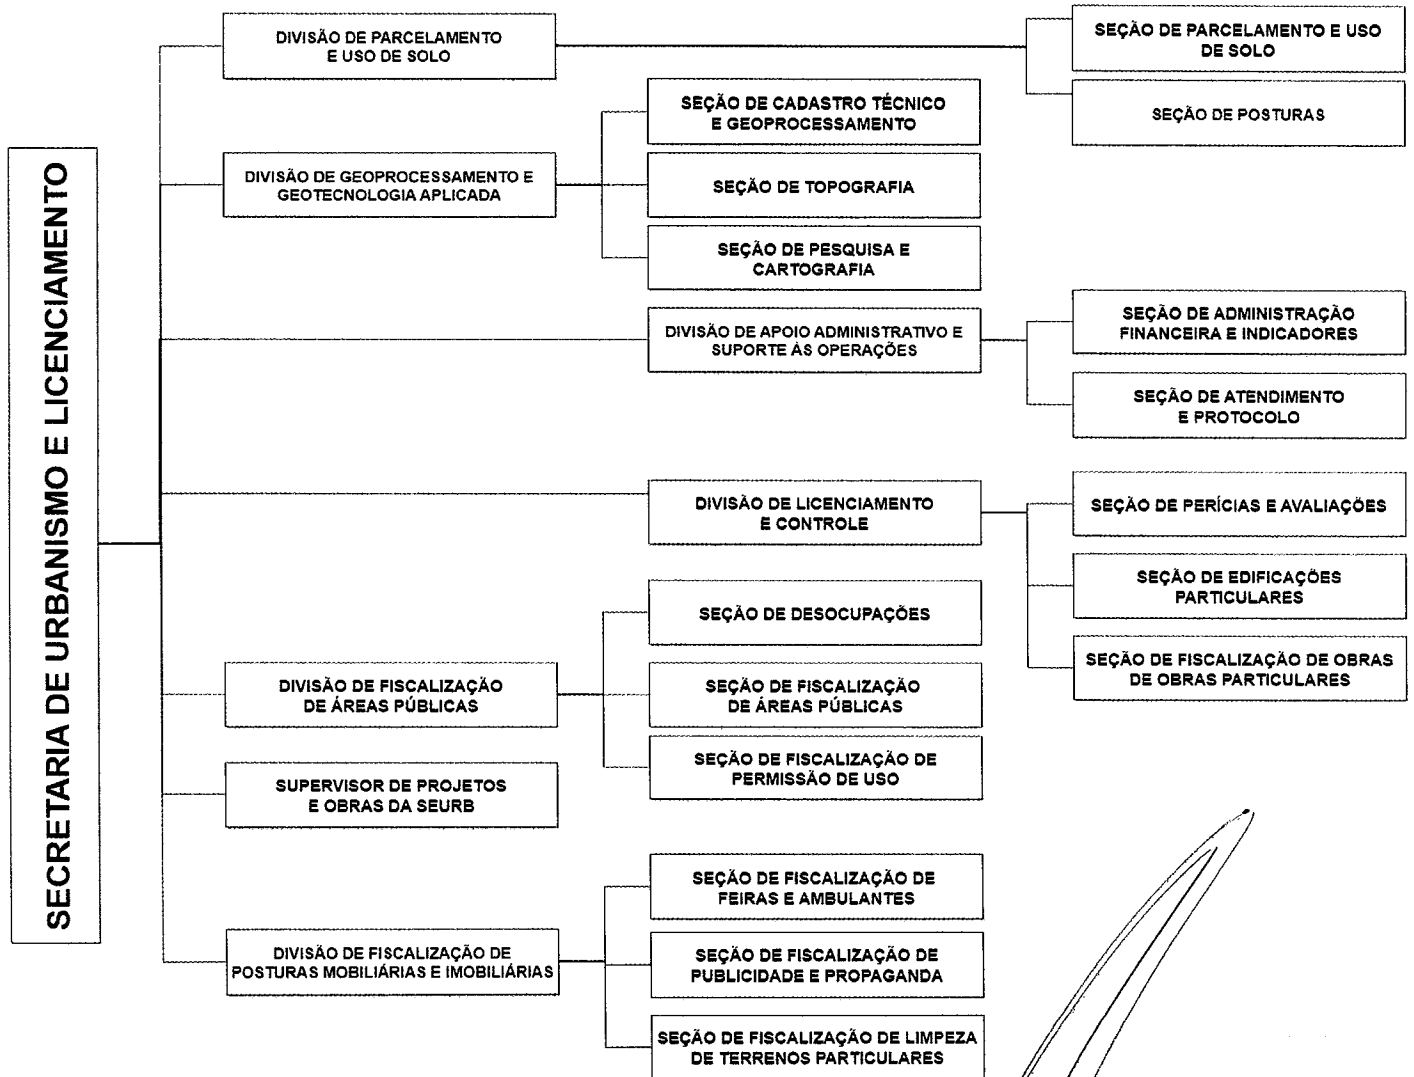 SECRETARIA DE URBANISMO E LICENCIAMENTO
DIVISÃO DE PARCELAMENTO
E USO DE SOLO
SEÇÃO DE PARCELAMENTO E USO
DE SOLO
SEÇÃO DE POSTURAS
DIVISÃO DE GEOPROCESSAMENTO E
GEOTECNOLOGIA APLICADA
SEÇÃO DE CADASTRO TÉCNICO
E GEOPROCESSAMENTO
SEÇÃO DE TOPOGRAFIA
SEÇÃO DE PESQUISA E
CARTOGRAFIA
DIVISÃO DE APOIO ADMINISTRATIVO E
SUPORTE ÀS OPERAÇÕES
SEÇÃO DE ADMINISTRAÇÃO
FINANCEIRA E INDICADORES
SEÇÃO DE ATENDIMENTO
E PROTOCOLO
DIVISÃO DE LICENCIAMENTO
E CONTROLE
SEÇÃO DE PERÍCIAS E AVALIAÇÕES
SEÇÃO DE EDIFICAÇÕES
PARTICULARES
SEÇÃO DE FISCALIZAÇÃO DE OBRAS
DE OBRAS PARTICULARES
DIVISÃO DE FISCALIZAÇÃO
DE ÁREAS PÚBLICAS
SEÇÃO DE DESOCUPAÇÕES
SEÇÃO DE FISCALIZAÇÃO
DE ÁREAS PÚBLICAS
SEÇÃO DE FISCALIZAÇÃO DE
PERMISSÃO DE USO
SUPERVISOR DE PROJETOS
E OBRAS DA SEURB
DIVISÃO DE FISCALIZAÇÃO DE
POSTURAS MOBILIÁRIAS E IMOBILIÁRIAS
SEÇÃO DE FISCALIZAÇÃO DE
FEIRAS E AMBULANTES
SEÇÃO DE FISCALIZAÇÃO DE
PUBLICIDADE E PROPAGANDA
SEÇÃO DE FISCALIZAÇÃO DE LIMPEZA
DE TERRENOS PARTICULARES